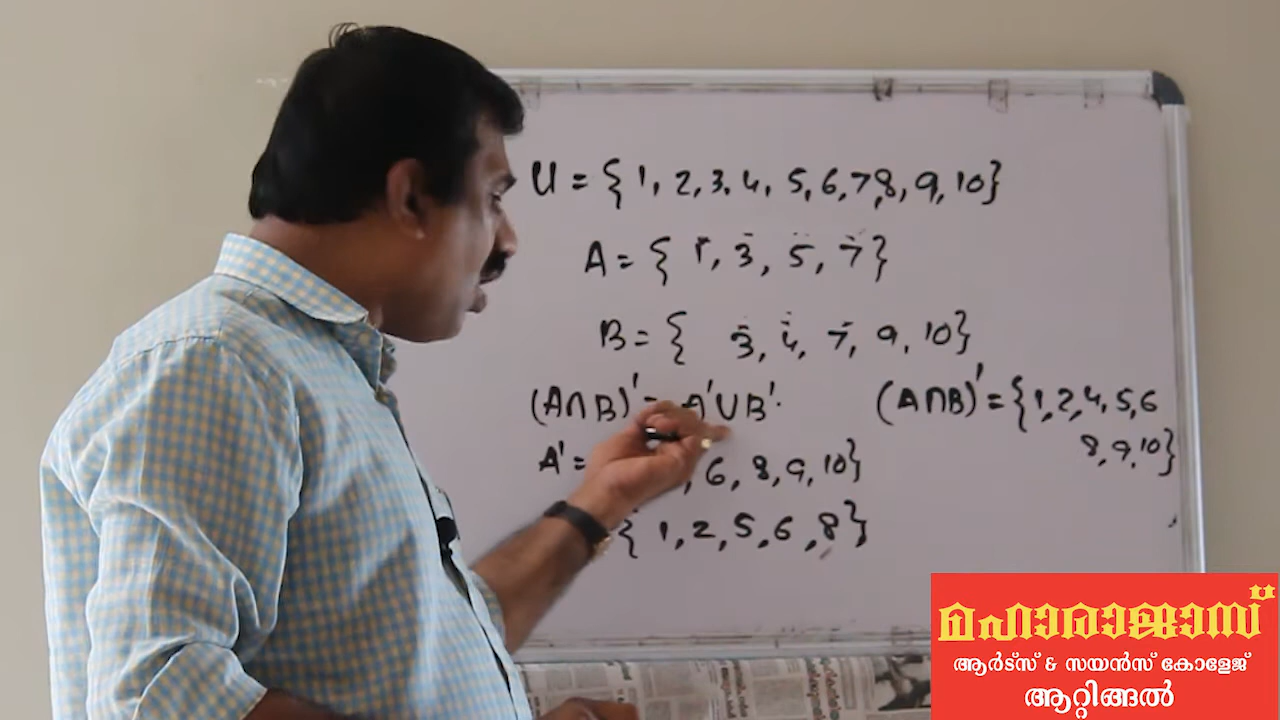 U = { 1, 2, 3, 4, 5, 6, 7, 8, 9, 10}
A = { 1, 3, 5, 7}
B = { 3, 4, 7, 9, 10}
(A∩B)' = A'∪B'.
A' = , 6, 8, 9, 10}
{ 1, 2, 5, 6, 8}
(A∩B)' = {1, 2, 4, 5, 6
8, 9, 10}
മഹാരാജാസ്
ആർട്സ് & സയൻസ് കോളേജ്
ആറ്റിങ്ങൽ